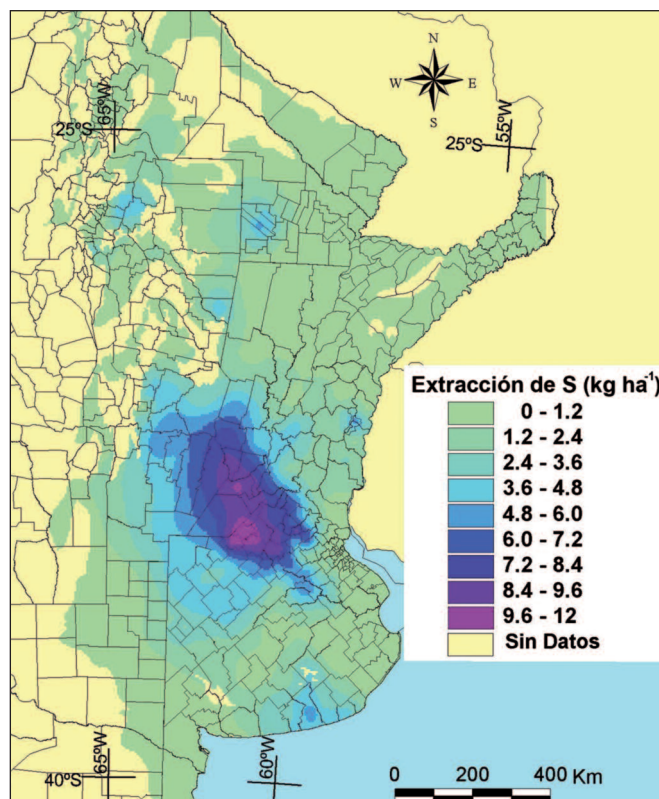 N
W E
S
65ºW
25ºS
55ºW
25ºS
Extracción de S (kg ha⁻¹)
0 - 1.2
1.2 - 2.4
2.4 - 3.6
3.6 - 4.8
4.8 - 6.0
6.0 - 7.2
7.2 - 8.4
8.4 - 9.6
9.6 - 12
Sin Datos
65ºW
40ºS
60ºW
0 200 400 Km